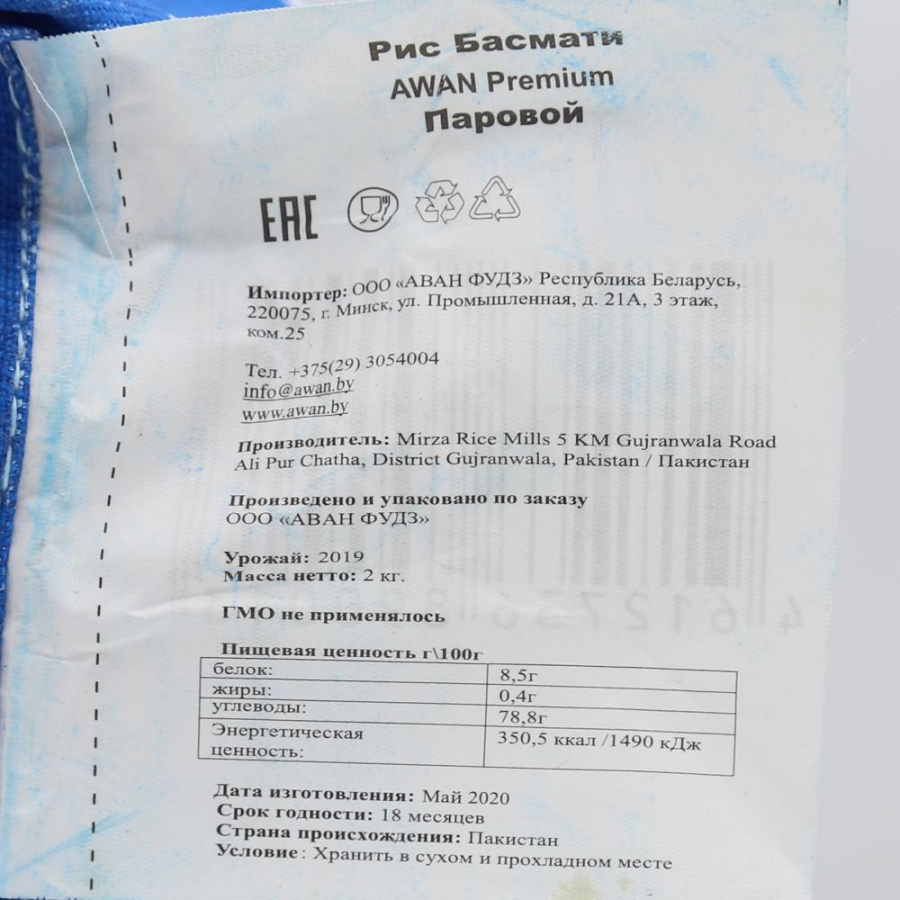 Рис Басмати
AWAN Premium
Паровой
EAC
Импортер: ООО «АВАН ФУДЗ» Республика Беларусь,
220075, г. Минск, ул. Промышленная, д. 21А, 3 этаж,
ком.25
Тел. +375(29) 3054004
info@awan.by
www.awan.by
Производитель: Mirza Rice Mills 5 KM Gujranwala Road
Ali Pur Chatha, District Gujranwala, Pakistan / Пакистан
Произведено и упаковано по заказу
ООО «АВАН ФУДЗ»
Урожай: 2019
Масса нетто: 2 кг.
ГМО не применялось
Пищевая ценность г\100г
белок: 8,5г
жиры: 0,4г
углеводы: 78,8г
Энергетическая 350,5 ккал /1490 кДж
ценность:
Дата изготовления: Май 2020
Срок годности: 18 месяцев
Страна происхождения: Пакистан
Условие: Хранить в сухом и прохладном месте